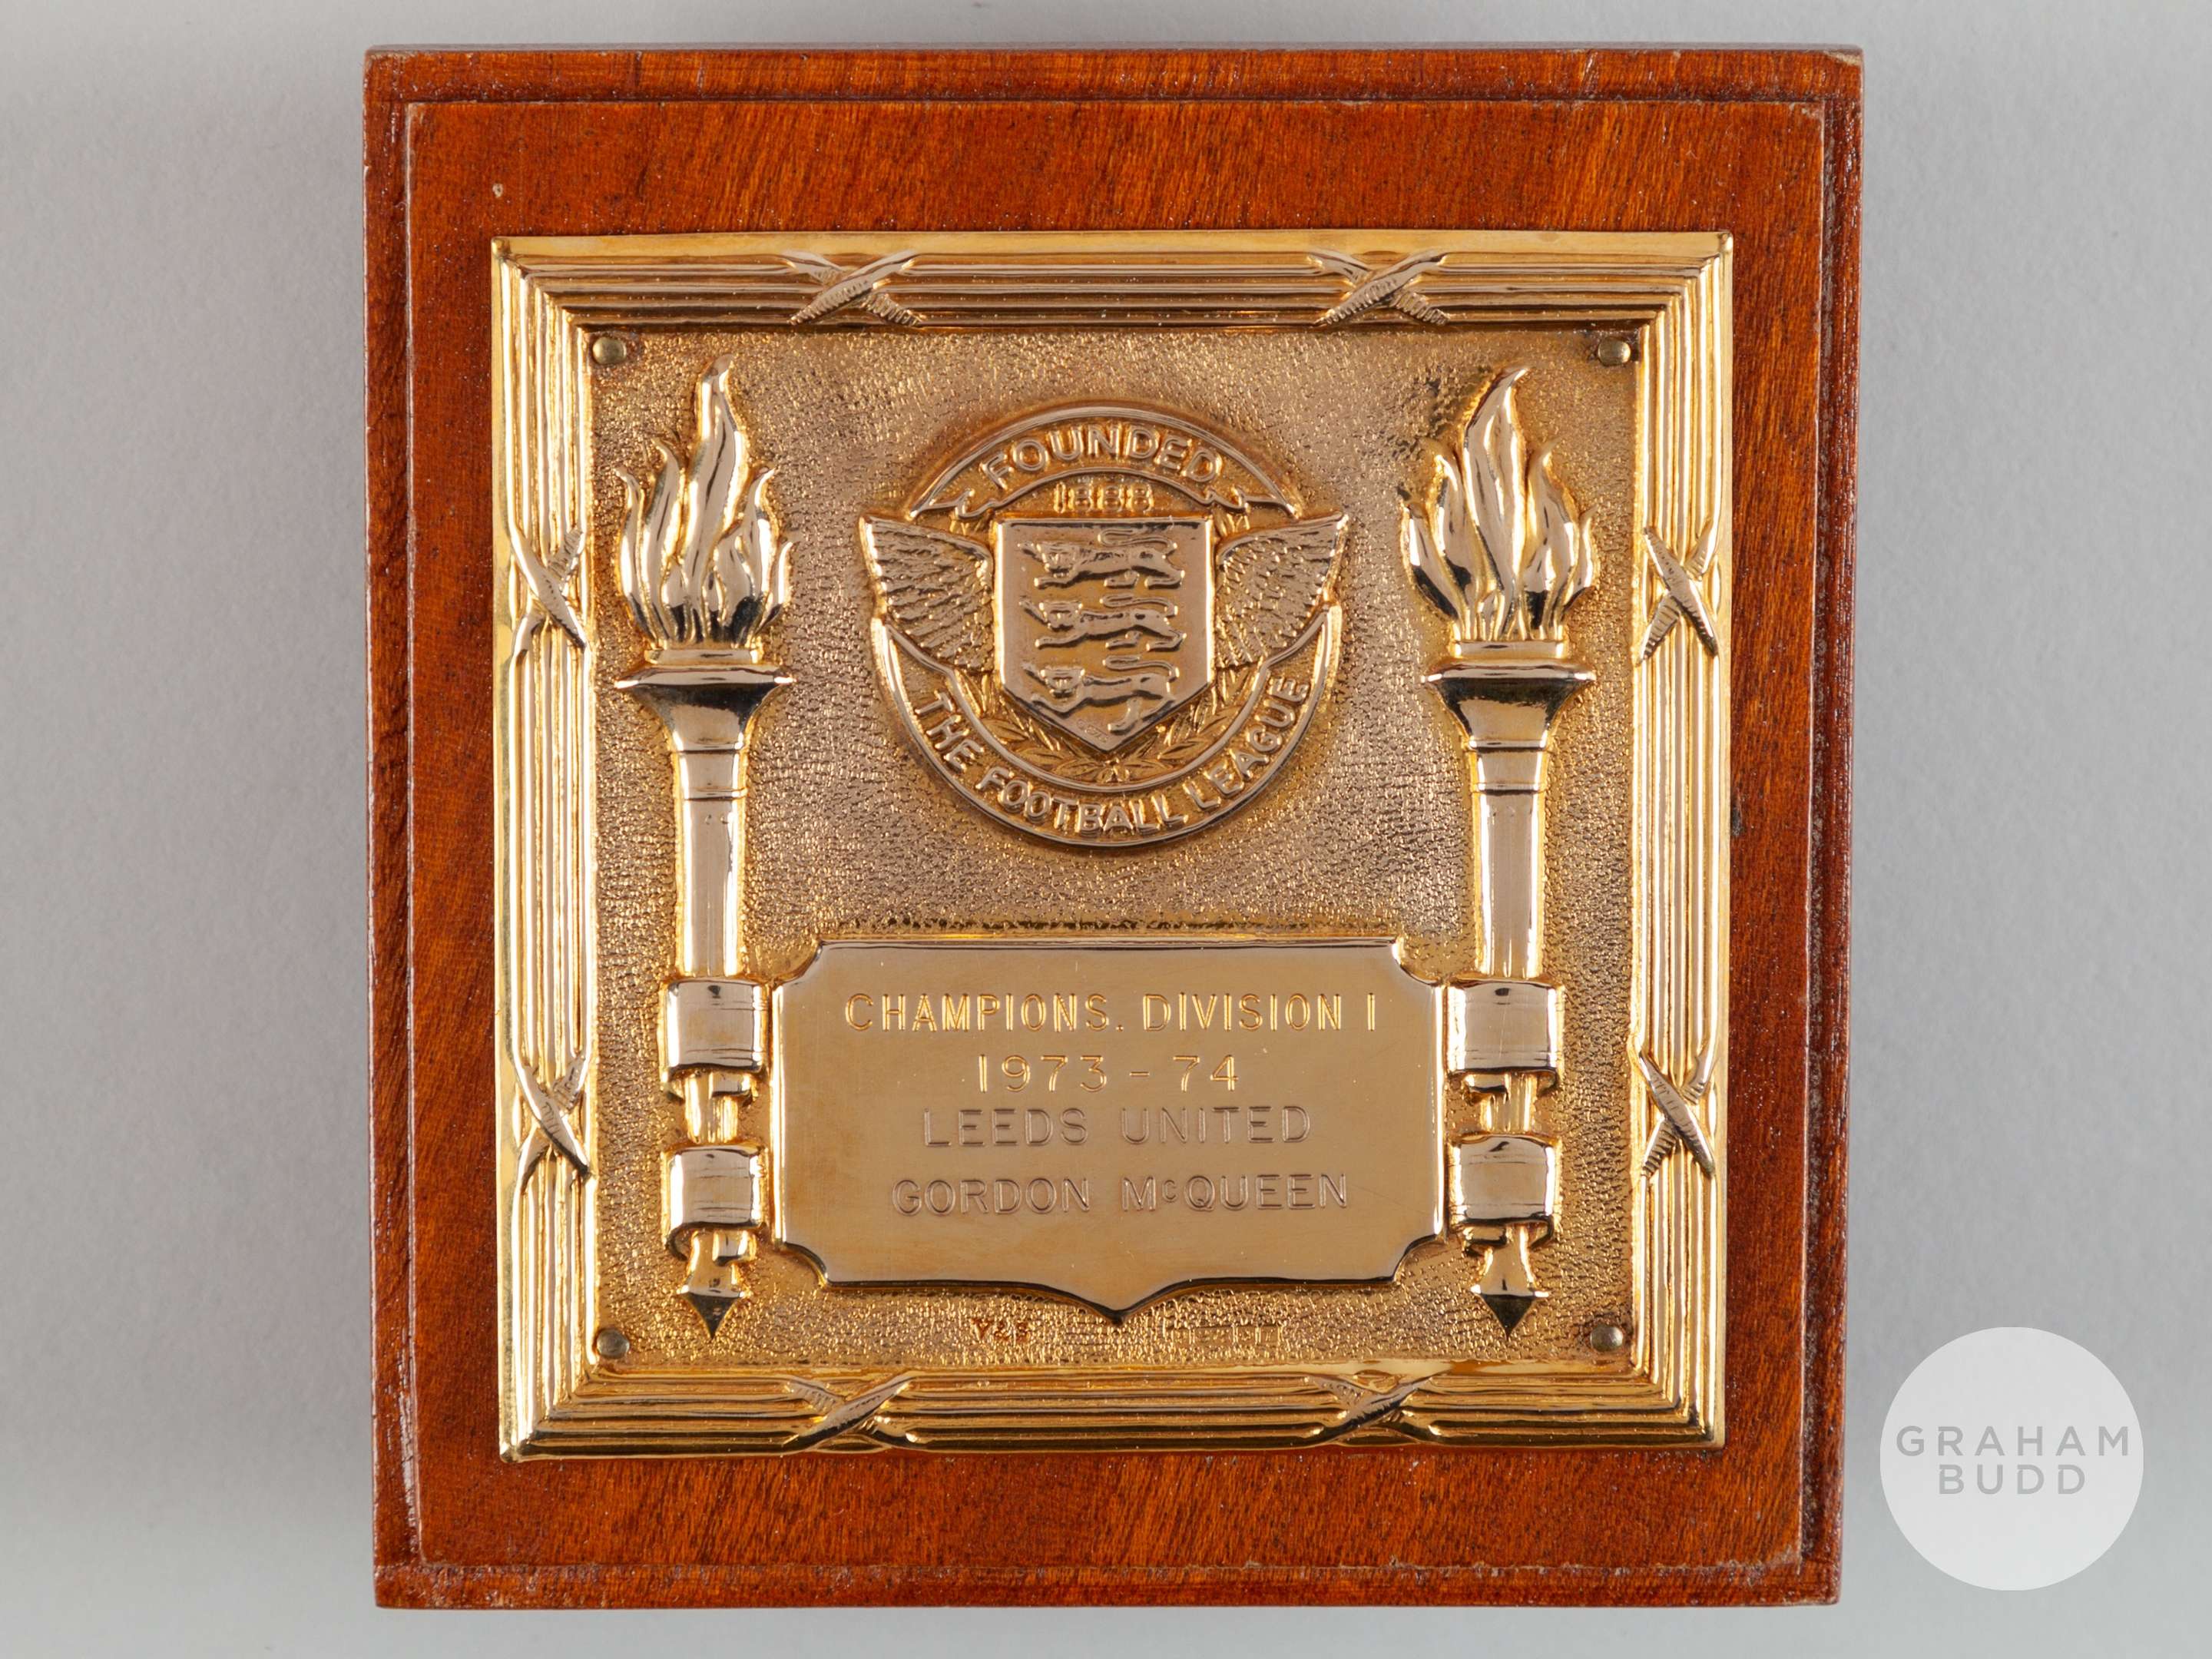 FOUNDED
1888
THE FOOTBALL LEAGUE
CHAMPIONS. DIVISION I
1973-74
LEEDS UNITED
GORDON McQUEEN
GRAHAM
BUDD